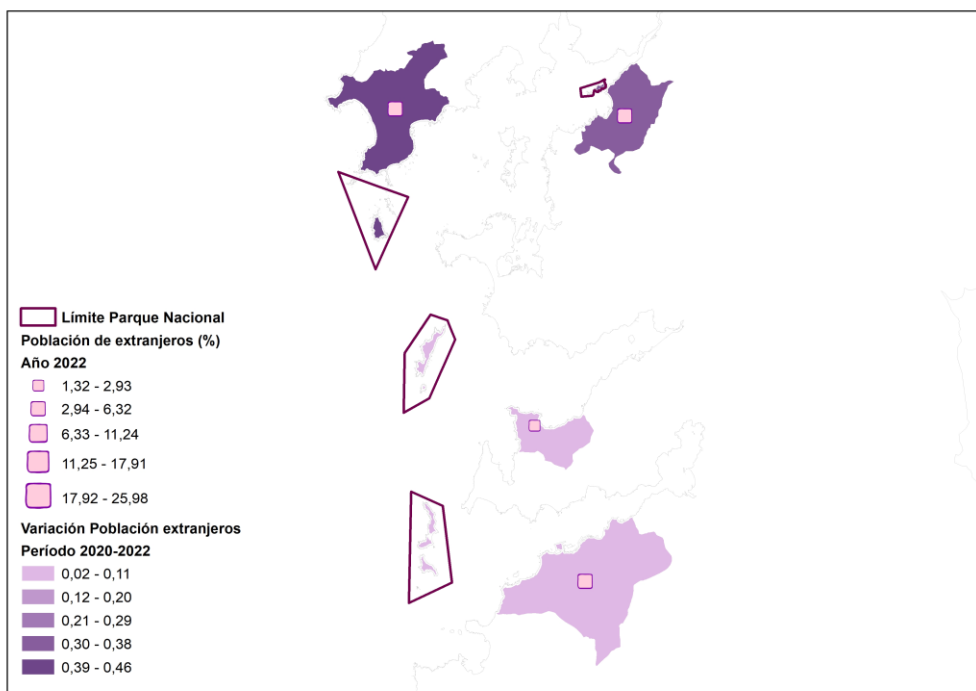 Límite Parque Nacional
Población de extranjeros (%)
Año 2022
1,32 - 2,93
2,94 - 6,32
6,33 - 11,24
11,25 - 17,91
17,92 - 25,98
Variación Población extranjeros
Período 2020-2022
0,02 - 0,11
0,12 - 0,20
0,21 - 0,29
0,30 - 0,38
0,39 - 0,46